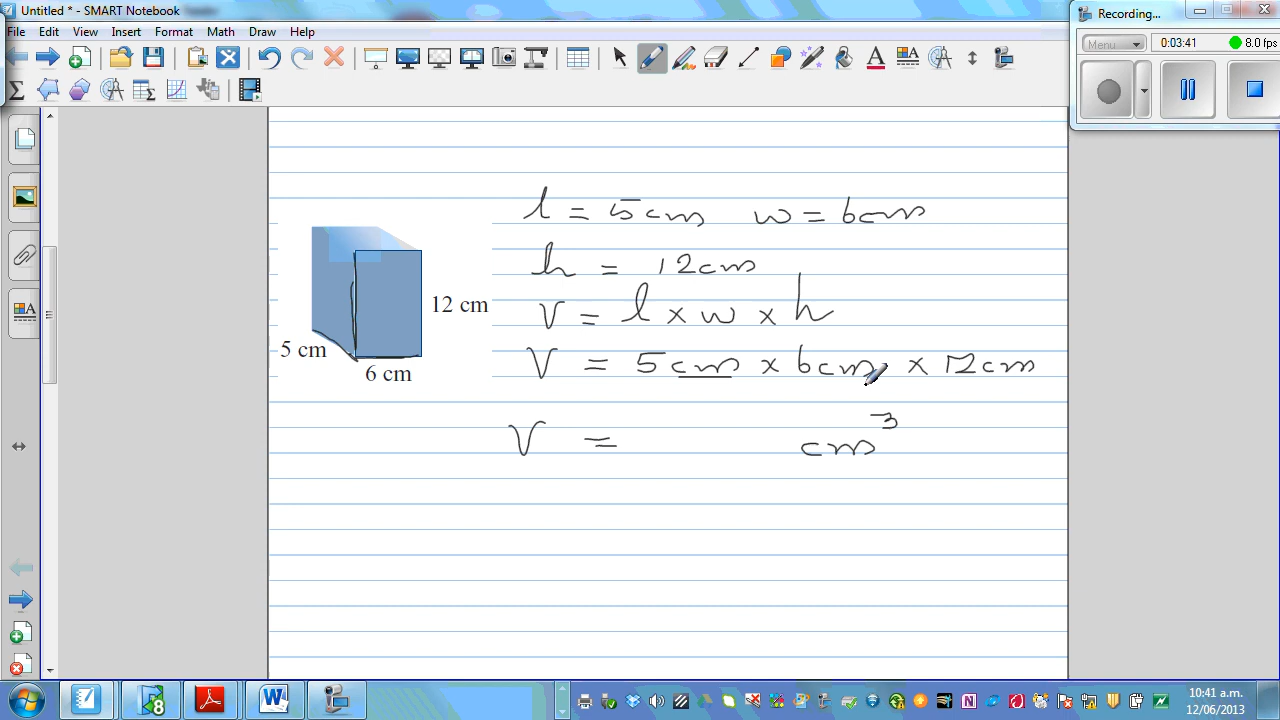 Untitled * - SMART Notebook
Recording...
File Edit View Insert Format Math Draw Help
Menu
0:03:41
8.0 fps
l = 5cm w = 6cm
h = 12cm
12 cm
V = l x w x h
5 cm
V = 5cm x 6cm x 12cm
6 cm
V = cm³
10:41 a.m.
12/06/2013